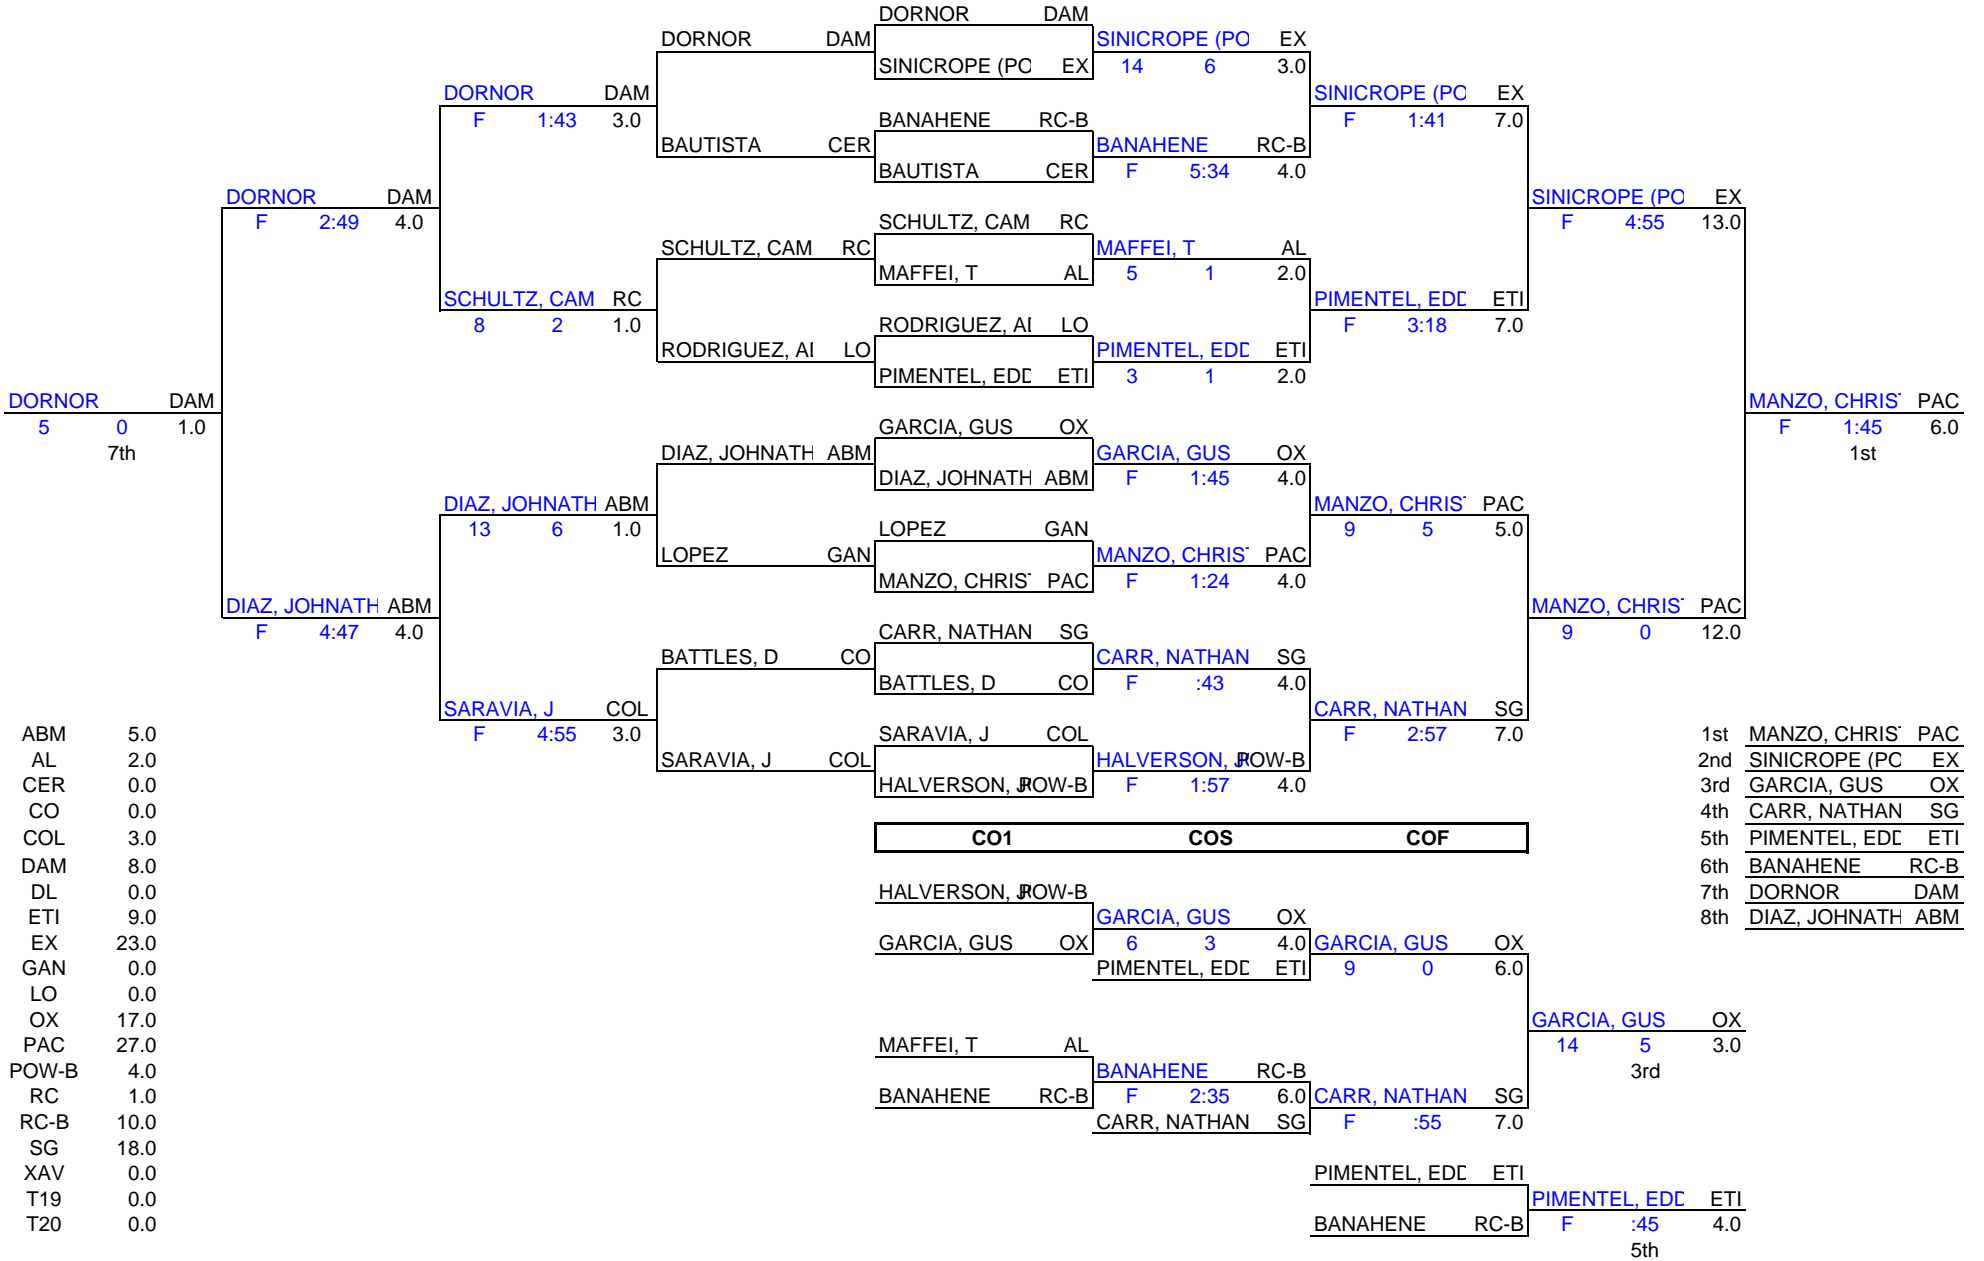 DORNOR DAM
DORNOR DAM SINICROPE (PO EX
SINICROPE (PO EX 14 6 3.0
DORNOR DAM SINICROPE (PO EX
F 1:43 3.0 BANAHENE RC-B F 1:41 7.0
BAUTISTA CER BANAHENE RC-B
BAUTISTA CER F 5:34 4.0
DORNOR DAM SINICROPE (PO EX
F 2:49 4.0 SCHULTZ, CAM RC F 4:55 13.0
SCHULTZ, CAM RC MAFFEI, T AL
MAFFEI, T AL 5 1 2.0
SCHULTZ, CAM RC PIMENTEL, EDD ETI
8 2 1.0 RODRIGUEZ, AD LO F 3:18 7.0
RODRIGUEZ, AD LO PIMENTEL, EDD ETI
PIMENTEL, EDD ETI 3 1 2.0
DORNOR DAM MANZO, CHRIS PAC
5 0 1.0 GARCIA, GUS OX F 1:45 6.0
7th DIAZ, JOHNATH ABM GARCIA, GUS OX 1st
DIAZ, JOHNATH ABM F 1:45 4.0
DIAZ, JOHNATH ABM MANZO, CHRIS PAC
13 6 1.0 LOPEZ GAN 9 5 5.0
LOPEZ GAN MANZO, CHRIS PAC
MANZO, CHRIS PAC F 1:24 4.0
DIAZ, JOHNATH ABM MANZO, CHRIS PAC
F 4:47 4.0 CARR, NATHAN SG 9 0 12.0
BATTLES, D CO CARR, NATHAN SG
BATTLES, D CO F :43 4.0
SARAVIA, J COL CARR, NATHAN SG
ABM 5.0 F 4:55 3.0 SARAVIA, J COL F 2:57 7.0 1st MANZO, CHRIS PAC
AL 2.0 SARAVIA, J COL HALVERSON, J POW-B 2nd SINICROPE (PO EX
CER 0.0 HALVERSON, J POW-B F 1:57 4.0 3rd GARCIA, GUS OX
CO 0.0 4th CARR, NATHAN SG
COL 3.0 CO1 COS COF 5th PIMENTEL, EDD ETI
DAM 8.0 6th BANAHENE RC-B
DL 0.0 HALVERSON, J POW-B 7th DORNOR DAM
ETI 9.0 GARCIA, GUS OX 8th DIAZ, JOHNATH ABM
EX 23.0 GARCIA, GUS OX 6 3 4.0 GARCIA, GUS OX
GAN 0.0 PIMENTEL, EDD ETI 9 0 6.0
LO 0.0
OX 17.0 GARCIA, GUS OX
PAC 27.0 MAFFEI, T AL 14 5 3.0
POW-B 4.0 BANAHENE RC-B 3rd
RC 1.0 BANAHENE RC-B F 2:35 6.0 CARR, NATHAN SG
RC-B 10.0 CARR, NATHAN SG F :55 7.0
SG 18.0
XAV 0.0 PIMENTEL, EDD ETI
T19 0.0 PIMENTEL, EDD ETI
T20 0.0 BANAHENE RC-B F :45 4.0
5th